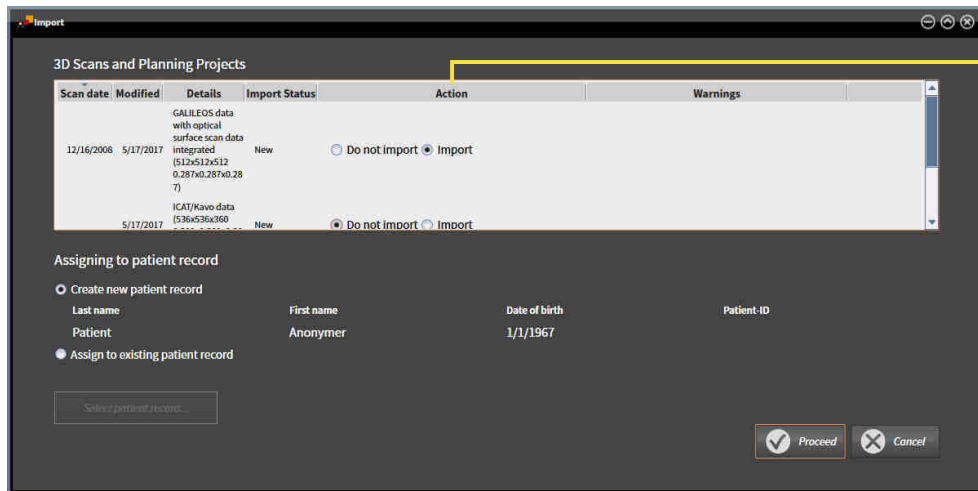 Import
3D Scans and Planning Projects
Scan date Modified Details Import Status Action Warnings
GALILEOS data
with optical
surface scan data
12/16/2008 5/17/2017 integrated New Do not import Import
(512x512x512
0.287x0.287x0.28
7)
ICAT/Kavo data
5/17/2017 (536x536x360 New Do not import Import
Assigning to patient record
Create new patient record
Last name First name Date of birth Patient-ID
Patient Anonymer 1/1/1967
Assign to existing patient record
Select patient record...
Proceed Cancel